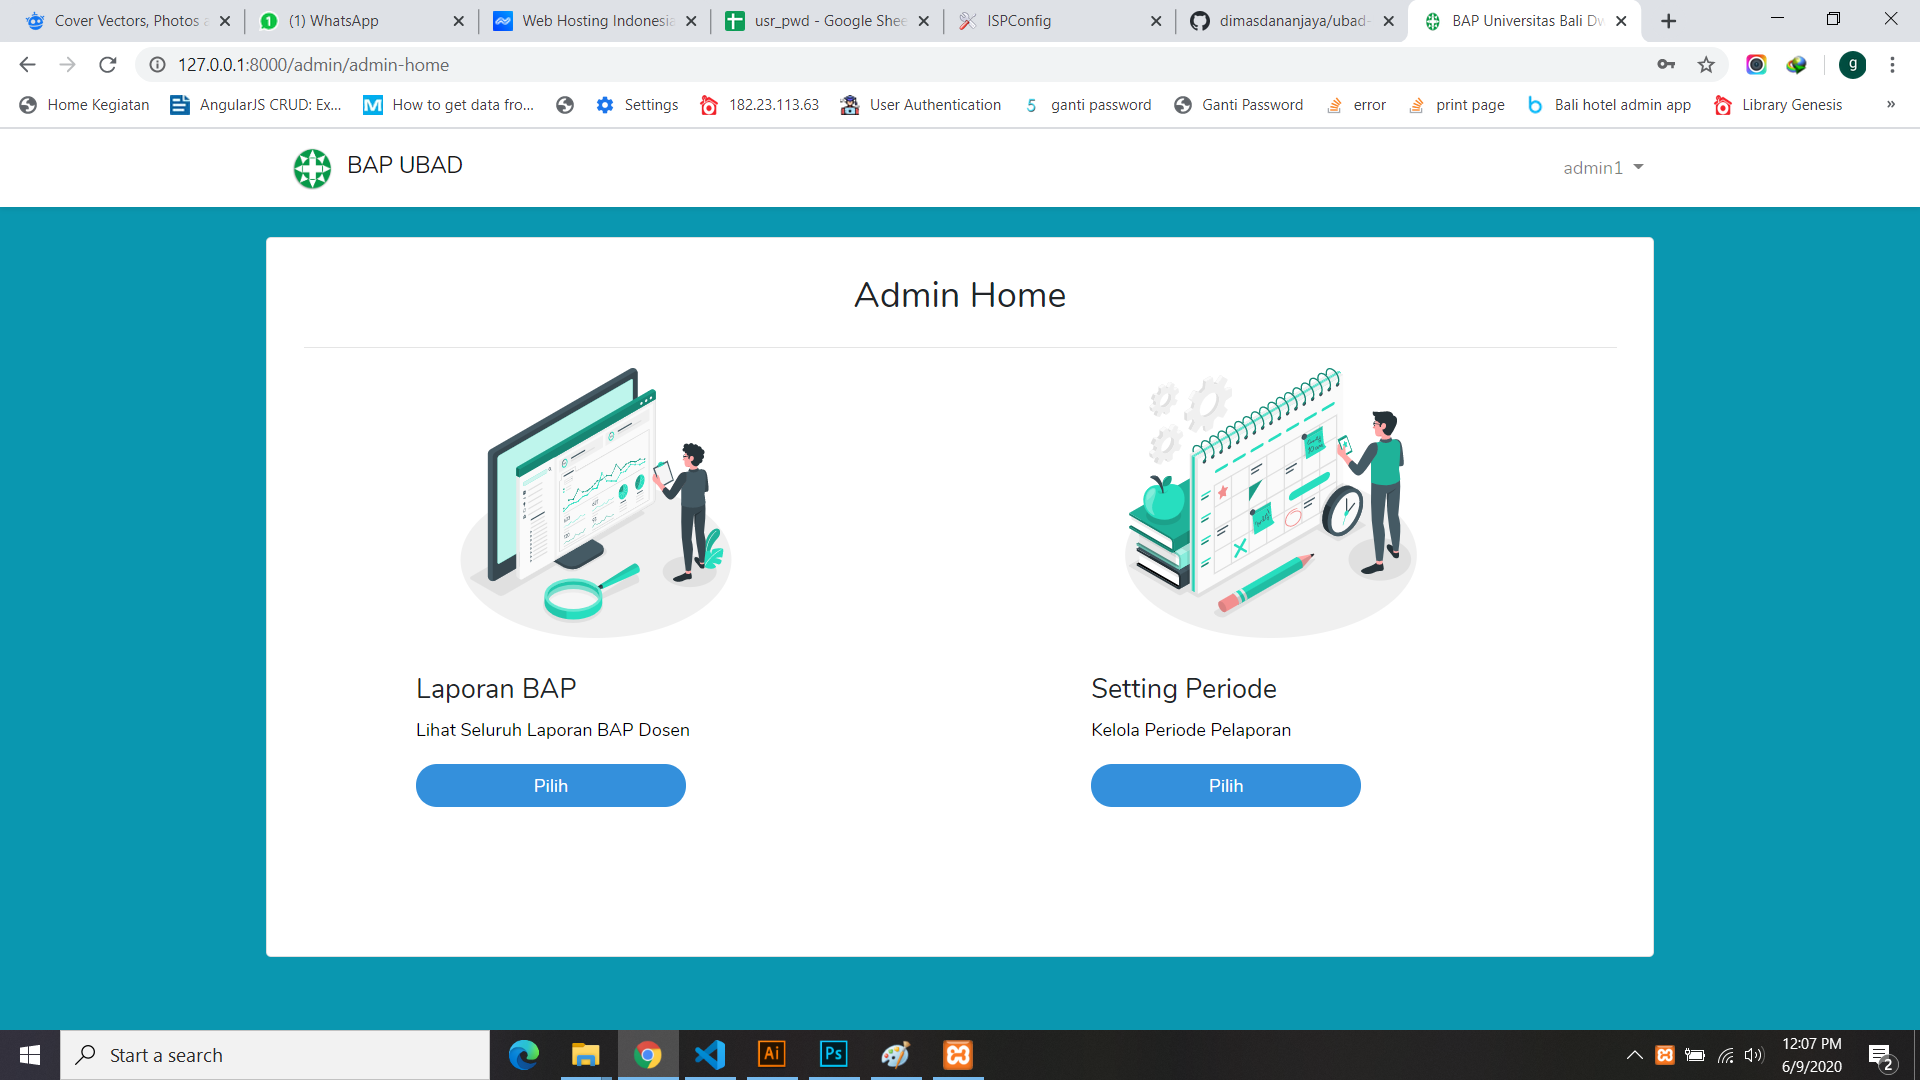 Cover Vectors, Photos a
(1) WhatsApp
Web Hosting Indonesia
usr_pwd - Google Shee
ISPConfig
dimasdananjaya/ubad-
BAP Universitas Bali Dw
127.0.0.1:8000/admin/admin-home
g
Home Kegiatan
AngularJS CRUD: Ex...
How to get data fro...
Settings
182.23.113.63
User Authentication
ganti password
Ganti Password
error
print page
Bali hotel admin app
Library Genesis
»
BAP UBAD
admin1
Admin Home
Laporan BAP
Lihat Seluruh Laporan BAP Dosen
Pilih
Setting Periode
Kelola Periode Pelaporan
Pilih
Start a search
Ai
Ps
12:07 PM
6/9/2020
2